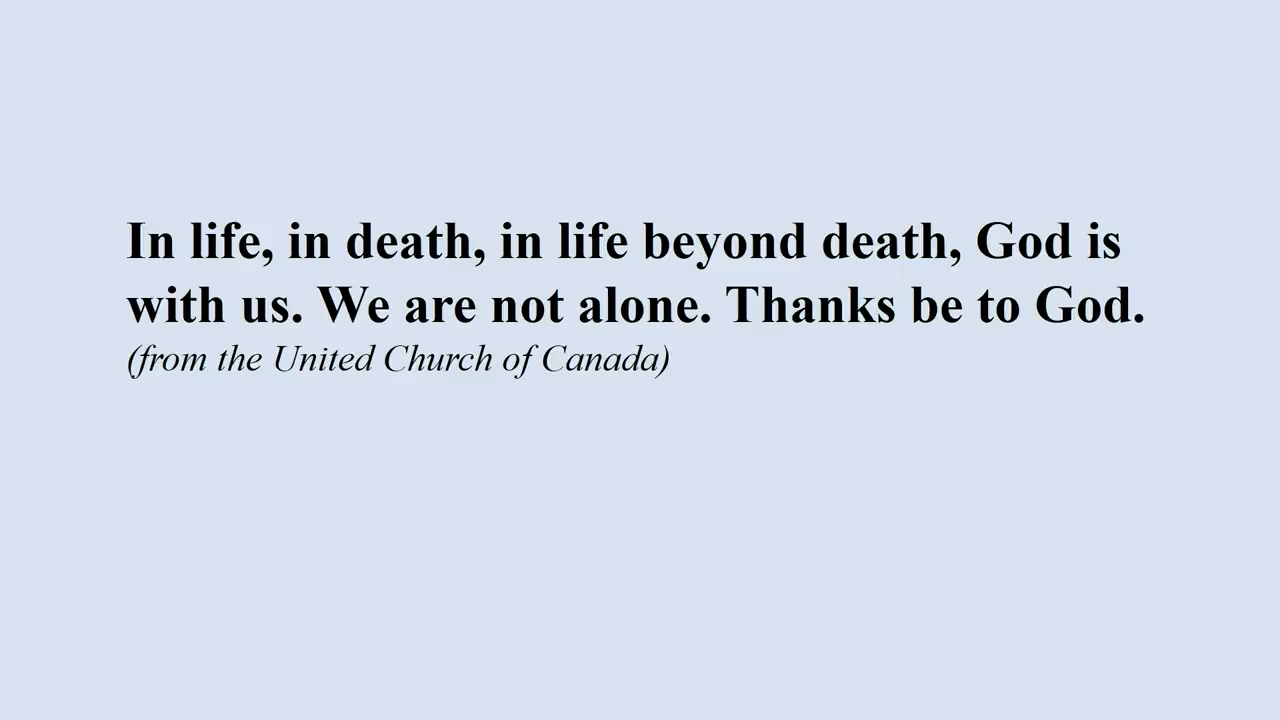 In life, in death, in life beyond death, God is
with us. We are not alone. Thanks be to God.
(from the United Church of Canada)